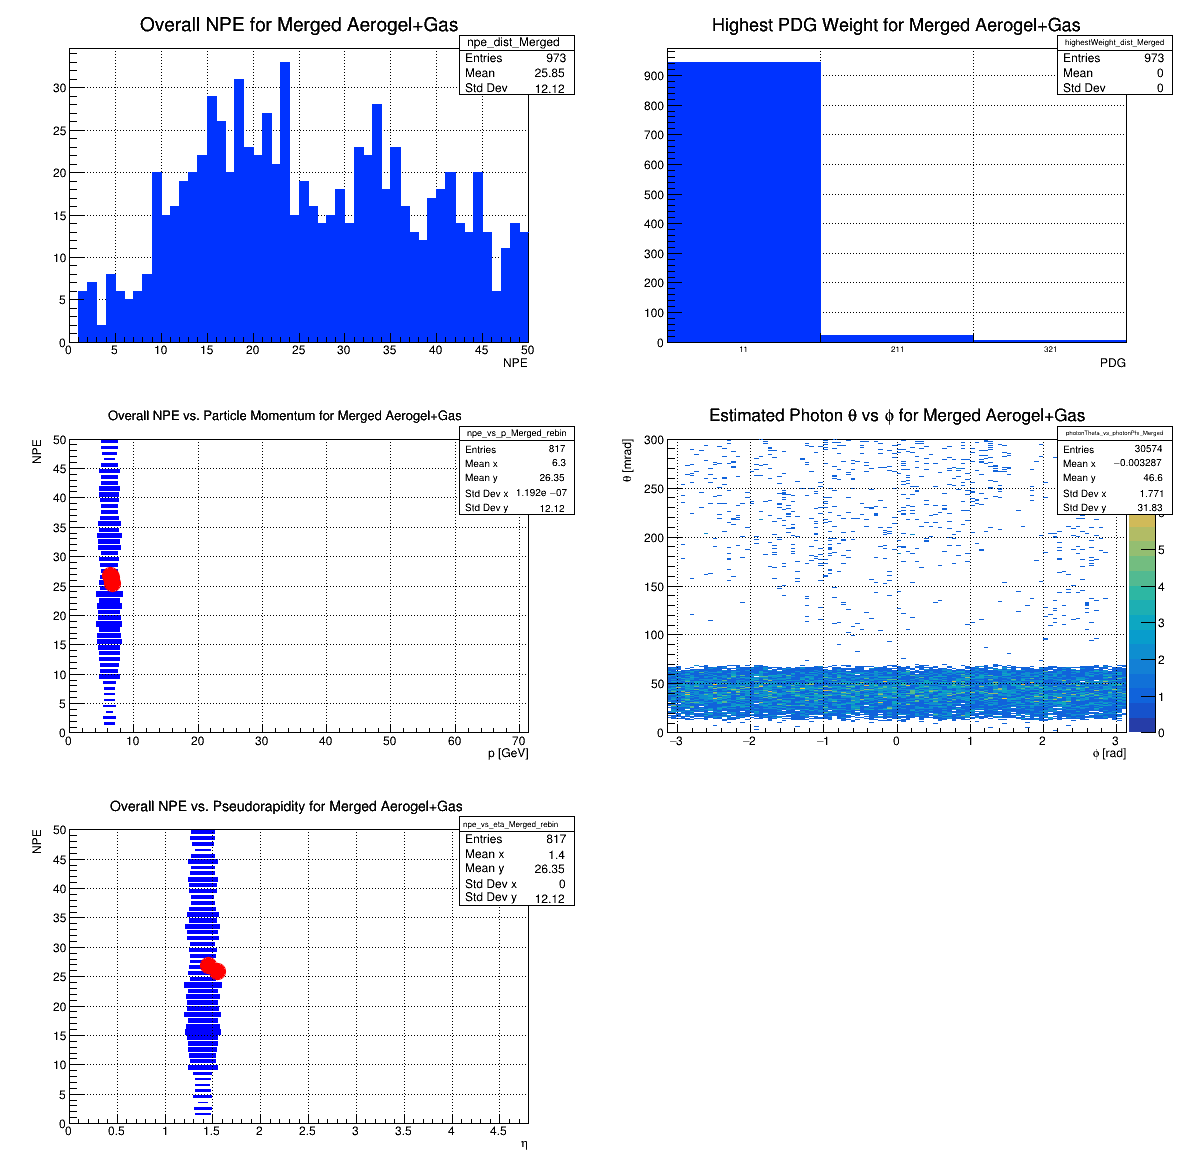 Overall NPE for Merged Aerogel+Gas
npe_dist_Merged
Entries 973
Mean 25.85
Std Dev 12.12
30
25
20
15
10
5
0
0 5 10 15 20 25 30 35 40 45 50
NPE
Highest PDG Weight for Merged Aerogel+Gas
highestWeight_dist_Merged
Entries 973
Mean 0
Std Dev 0
900
800
700
600
500
400
300
200
100
0
11 211 321
PDG
Overall NPE vs. Particle Momentum for Merged Aerogel+Gas
npe_vs_p_Merged_rebin
Entries 817
Mean x 6.3
Mean y 26.35
Std Dev x 1.192e −07
Std Dev y 12.12
NPE
50
45
40
35
30
25
20
15
10
5
0
0 10 20 30 40 50 60 70
p [GeV]
Estimated Photon θ vs ϕ for Merged Aerogel+Gas
photonTheta_vs_photonPhi_Merged
Entries 30574
Mean x −0.003287
Mean y 46.6
Std Dev x 1.771
Std Dev y 31.83
θ [mrad]
300
250
200
150
100
50
0
−3 −2 −1 0 1 2 3
ϕ [rad]
5
4
3
2
1
0
Overall NPE vs. Pseudorapidity for Merged Aerogel+Gas
npe_vs_eta_Merged_rebin
Entries 817
Mean x 1.4
Mean y 26.35
Std Dev x 0
Std Dev y 12.12
NPE
50
45
40
35
30
25
20
15
10
5
0
0 0.5 1 1.5 2 2.5 3 3.5 4 4.5
η